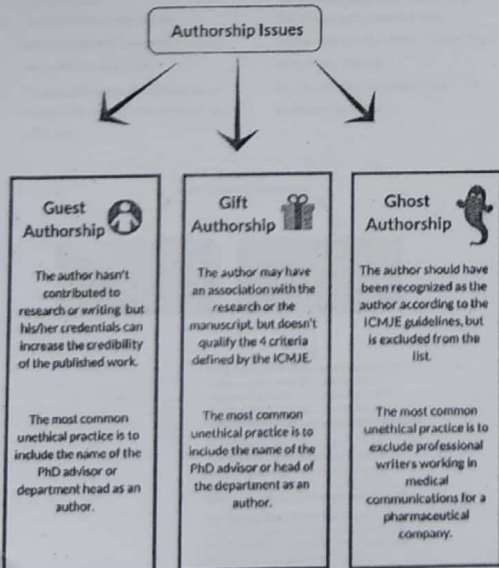 Authorship Issues
Guest
Authorship
The author hasn't
contributed to
research or writing but
his/her credentials can
increase the credibility
of the published work.
The most common
unethical practice is to
include the name of the
PhD advisor or
department head as an
author.
Gift
Authorship
The author may have
an association with the
research or the
manuscript, but doesn't
qualify the 4 criteria
defined by the ICMJE.
The most common
unethical practice is to
include the name of the
PhD advisor or head of
the department as an
author.
Ghost
Authorship
The author should have
been recognized as the
author according to the
ICMJE guidelines, but
is excluded from the
list.
The most common
unethical practice is to
exclude professional
writers working in
medical
communications for a
pharmaceutical
company.